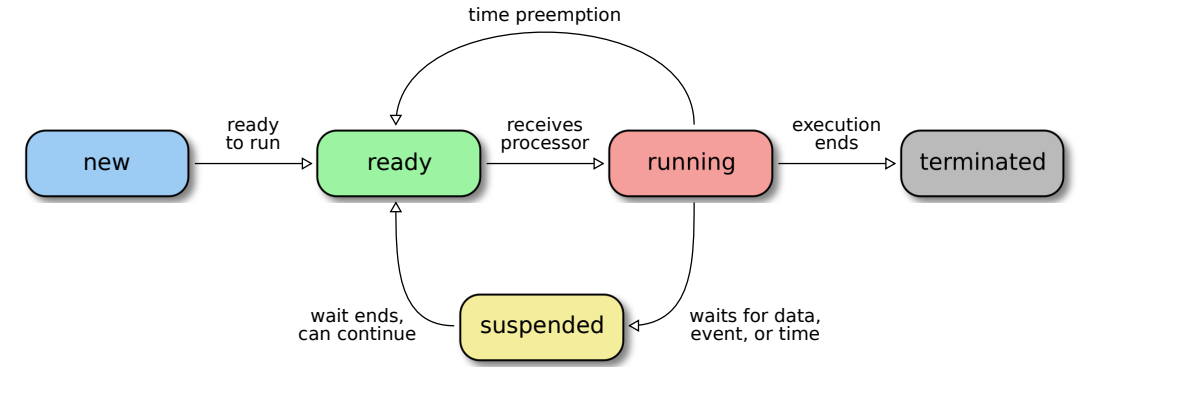 time preemption
ready
to run
receives
processor
execution
ends
new
ready
running
terminated
wait ends,
can continue
suspended
waits for data,
event, or time